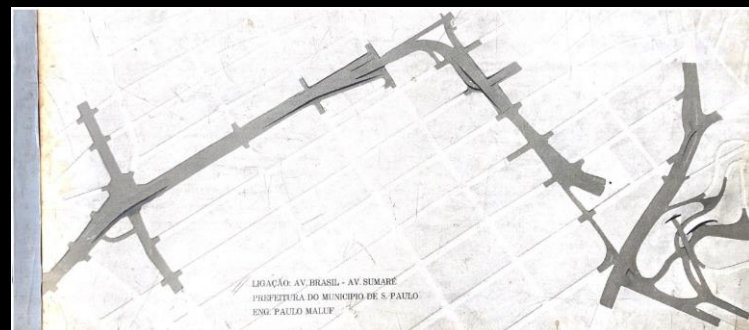 LIGAÇÃO: AV. BRASIL - AV. SUMARÉ
PREFEITURA DO MUNICIPIO DE S. PAULO
ENG. PAULO MALUF